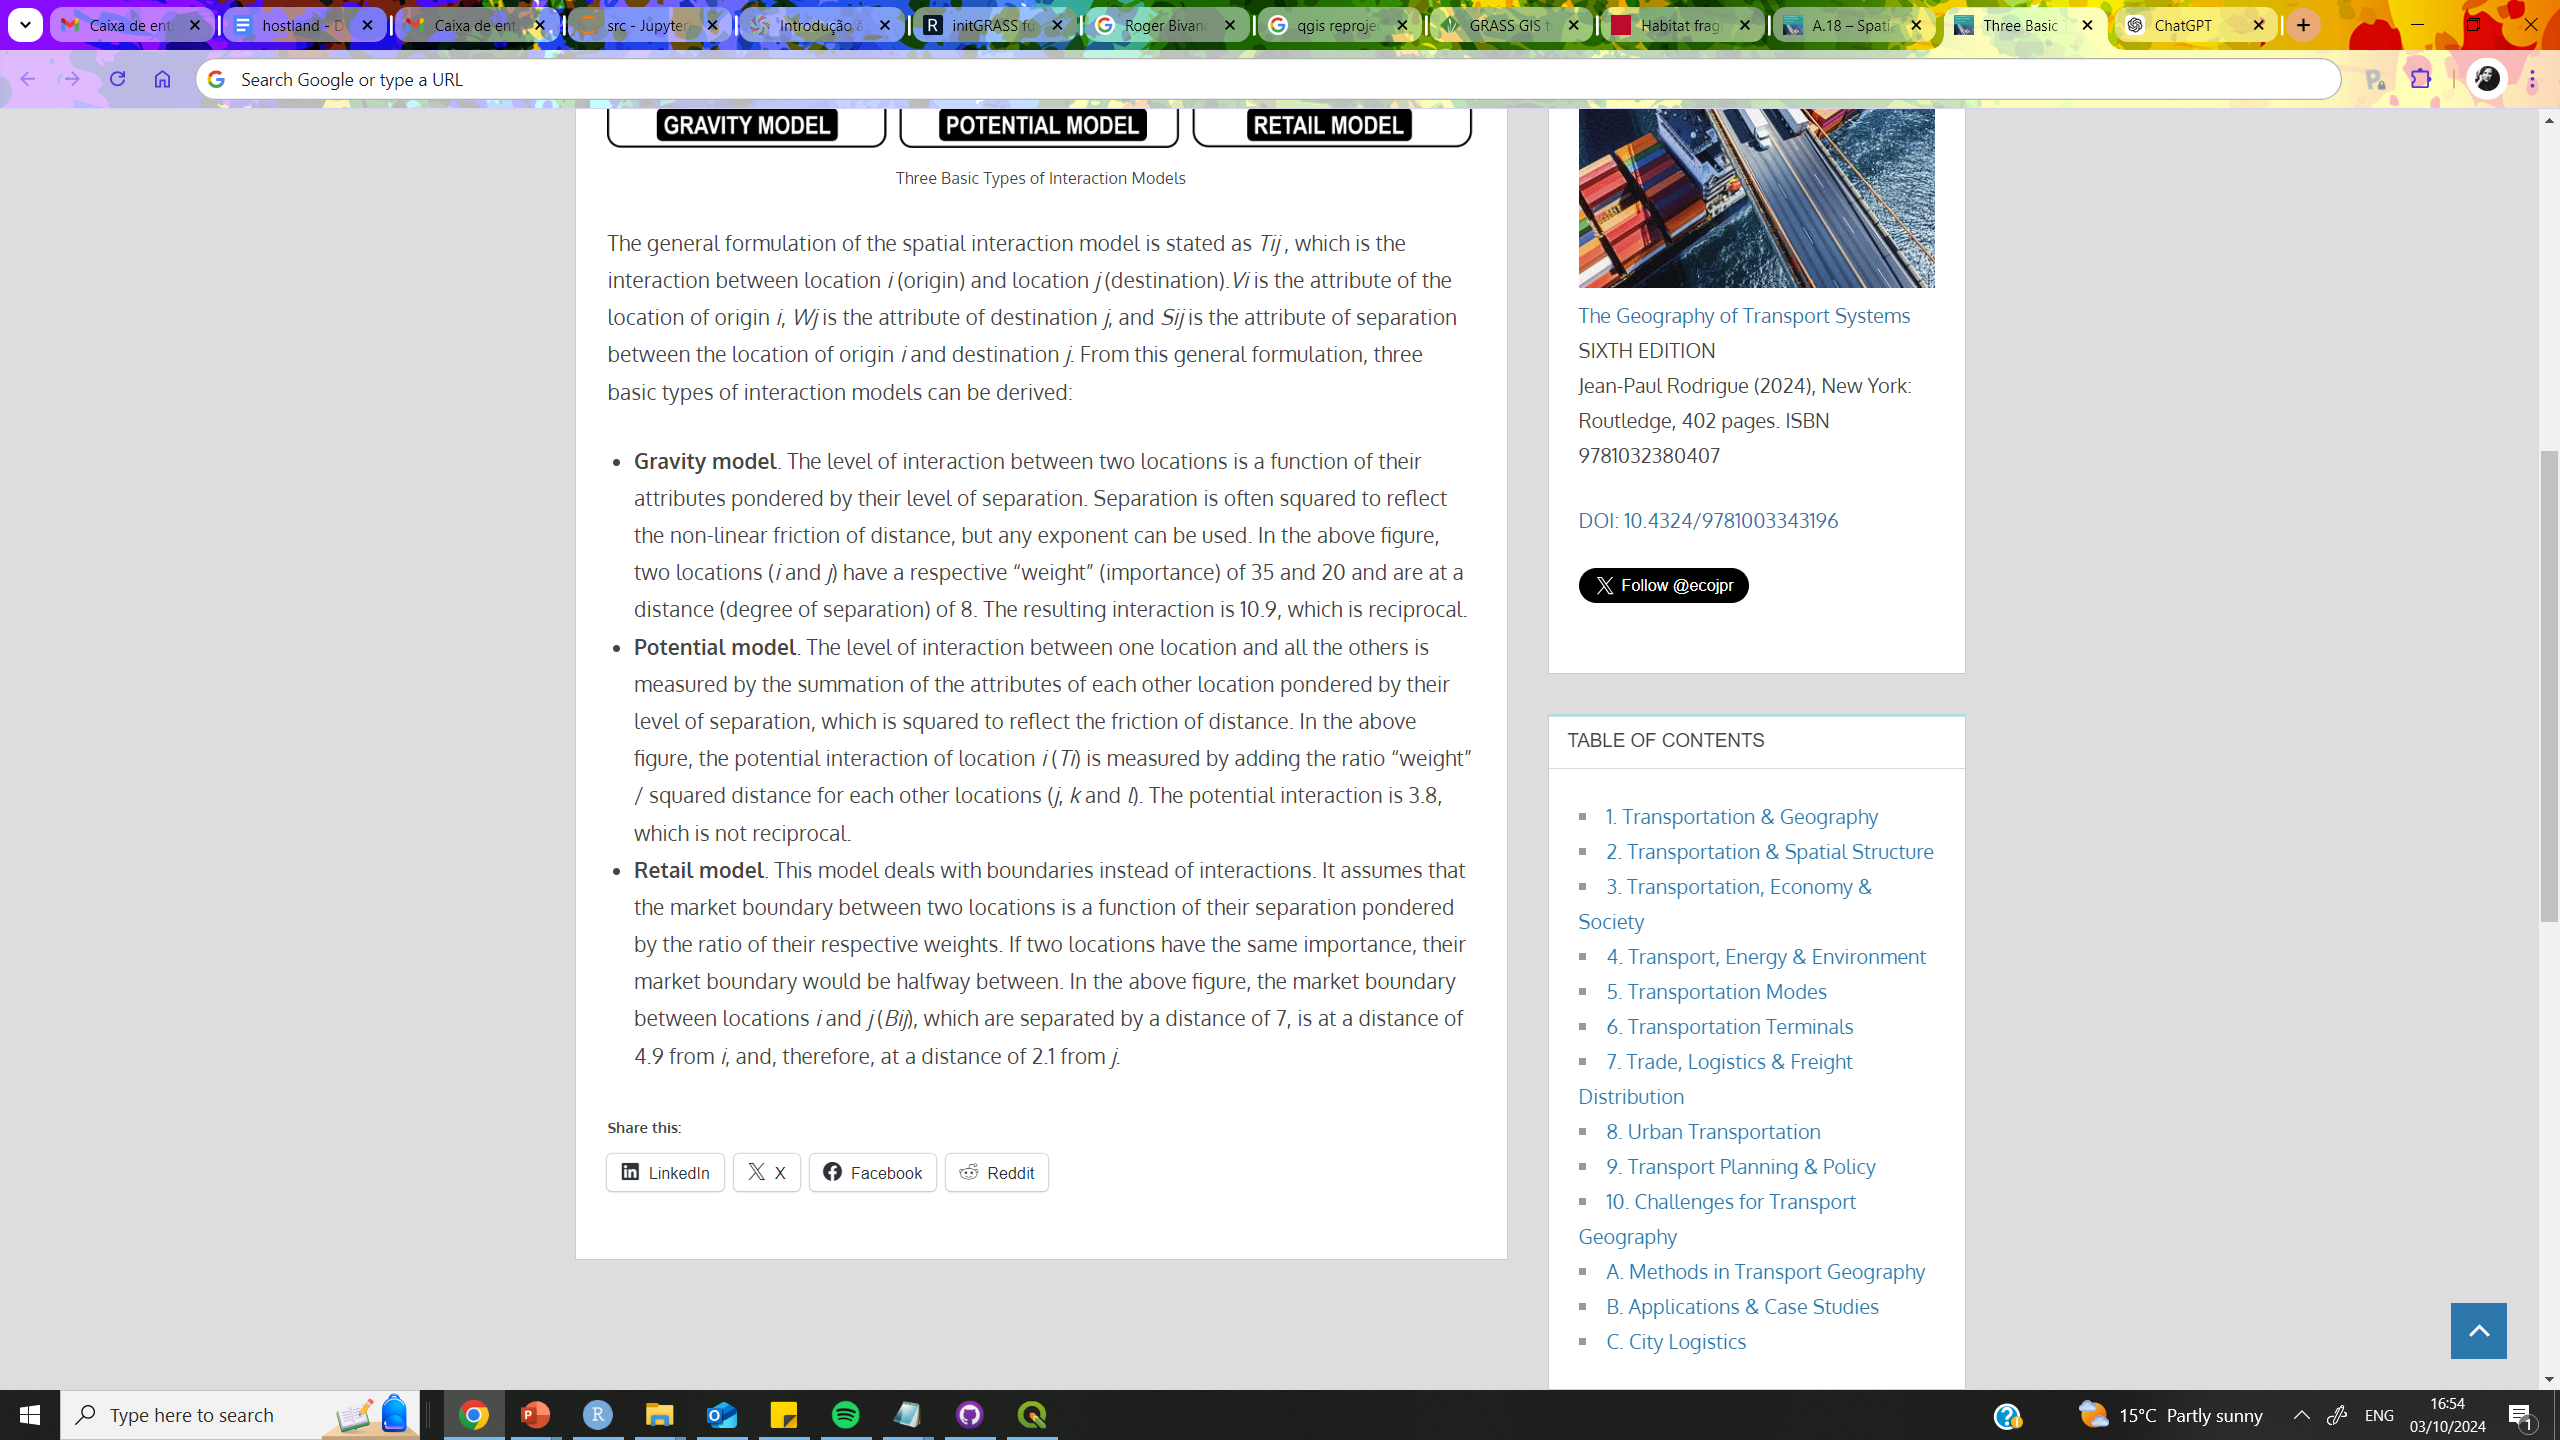 Caixa de ent
hostland - D
Caixa de ent
src - Jupyter
Introdução à
initGRASS fu
Roger Bivand
qgis reproje
GRASS GIS t
Habitat frag
A.18 – Spati
Three Basic T
ChatGPT
Search Google or type a URL
GRAVITY MODEL
POTENTIAL MODEL
RETAIL MODEL
Three Basic Types of Interaction Models
The general formulation of the spatial interaction model is stated as Tij , which is the
interaction between location i (origin) and location j (destination).Vi is the attribute of the
location of origin i, Wj is the attribute of destination j, and Sij is the attribute of separation
between the location of origin i and destination j. From this general formulation, three
basic types of interaction models can be derived:
• Gravity model. The level of interaction between two locations is a function of their
attributes pondered by their level of separation. Separation is often squared to reflect
the non-linear friction of distance, but any exponent can be used. In the above figure,
two locations (i and j) have a respective “weight” (importance) of 35 and 20 and are at a
distance (degree of separation) of 8. The resulting interaction is 10.9, which is reciprocal.
• Potential model. The level of interaction between one location and all the others is
measured by the summation of the attributes of each other location pondered by their
level of separation, which is squared to reflect the friction of distance. In the above
figure, the potential interaction of location i (Ti) is measured by adding the ratio “weight”
/ squared distance for each other locations (j, k and l). The potential interaction is 3.8,
which is not reciprocal.
• Retail model. This model deals with boundaries instead of interactions. It assumes that
the market boundary between two locations is a function of their separation pondered
by the ratio of their respective weights. If two locations have the same importance, their
market boundary would be halfway between. In the above figure, the market boundary
between locations i and j (Bij), which are separated by a distance of 7, is at a distance of
4.9 from i, and, therefore, at a distance of 2.1 from j.
Share this:
LinkedIn
X
Facebook
Reddit
The Geography of Transport Systems
SIXTH EDITION
Jean-Paul Rodrigue (2024), New York:
Routledge, 402 pages. ISBN
9781032380407
DOI: 10.4324/9781003343196
Follow @ecojpr
TABLE OF CONTENTS
1. Transportation & Geography
2. Transportation & Spatial Structure
3. Transportation, Economy &
Society
4. Transport, Energy & Environment
5. Transportation Modes
6. Transportation Terminals
7. Trade, Logistics & Freight
Distribution
8. Urban Transportation
9. Transport Planning & Policy
10. Challenges for Transport
Geography
A. Methods in Transport Geography
B. Applications & Case Studies
C. City Logistics
Type here to search
15°C Partly sunny
ENG
16:54
03/10/2024
1